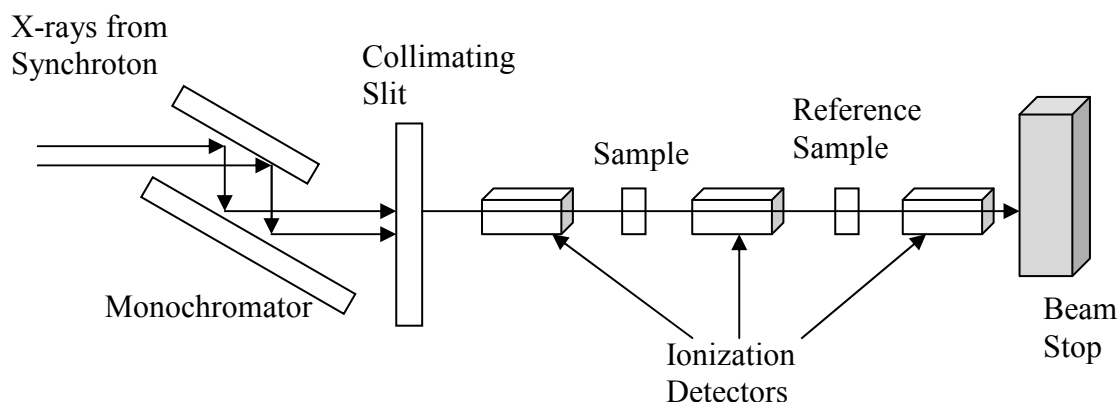 X-rays from
Synchroton
Collimating
Slit
Sample
Reference
Sample
Monochromator
Ionization
Detectors
Beam
Stop